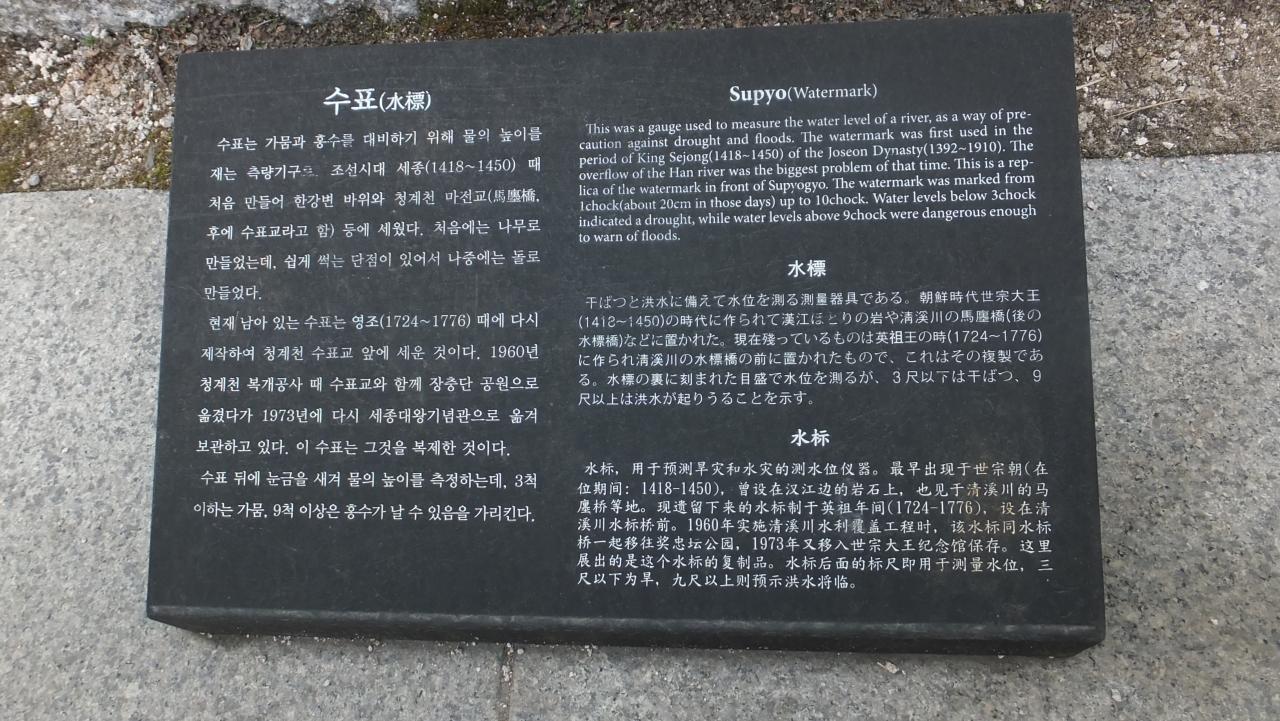 수표(水標)
수표는 가뭄과 홍수를 대비하기 위해 물의 높이를
재는 측량기구로, 조선시대 세종(1418~1450) 때
처음 만들어 한강변 바위와 청계천 마전교(馬廛橋,
후에 수표교라고 함) 등에 세웠다. 처음에는 나무로
만들었는데, 쉽게 썩는 단점이 있어서 나중에는 돌로
만들었다.
현재 남아 있는 수표는 영조(1724~1776) 때에 다시
제작하여 청계천 수표교 앞에 세운 것이다. 1960년
청계천 복개공사 때 수표교와 함께 장충단 공원으로
옮겼다가 1973년에 다시 세종대왕기념관으로 옮겨
보관하고 있다. 이 수표는 그것을 복제한 것이다.
수표 뒤에 눈금을 새겨 물의 높이를 측정하는데, 3척
이하는 가뭄, 9척 이상은 홍수가 날 수 있음을 가리킨다.
Supyo(Watermark)
This was a gauge used to measure the water level of a river, as a way of pre-
caution against drought and floods. The watermark was first used in the
period of King Sejong(1418~1450) of the Joseon Dynasty(1392~1910). The
overflow of the Han river was the biggest problem of that time. This is a rep-
lica of the watermark in front of Supyogyo. The watermark was marked from
1chock(about 20cm in those days) up to 10chock. Water levels below 3chock
indicated a drought, while water levels above 9chock were dangerous enough
to warn of floods.
水標
干ばつと洪水に備えて水位を測る測量器具である。朝鮮時代世宗大王
(1418~1450)の時代に作られて漢江ほとりの岩や清溪川の馬廛橋(後の
水標橋)などに置かれた。現在残っているものは英祖王の時(1724~1776)
に作られ清溪川の水標橋の前に置かれたもので、これはその複製であ
る。水標の裏に刻まれた目盛で水位を測るが、3尺以下は干ばつ、9
尺以上は洪水が起りうることを示す。
水标
水标，用于预测旱灾和水灾的测水位仪器。最早出现于世宗朝(在
位期间: 1418-1450)，曾设在汉江边的岩石上，也见于清溪川的马
廛桥等地。现遗留下来的水标制于英祖年间(1724-1776)，设在清
溪川水标桥前。1960年实施清溪川水利覆盖工程时，该水标同水标
桥一起移往奖忠坛公园，1973年又移入世宗大王纪念馆保存。这里
展出的是这个水标的复制品。水标后面的标尺即用于测量水位，三
尺以下为旱，九尺以上则预示洪水将临。